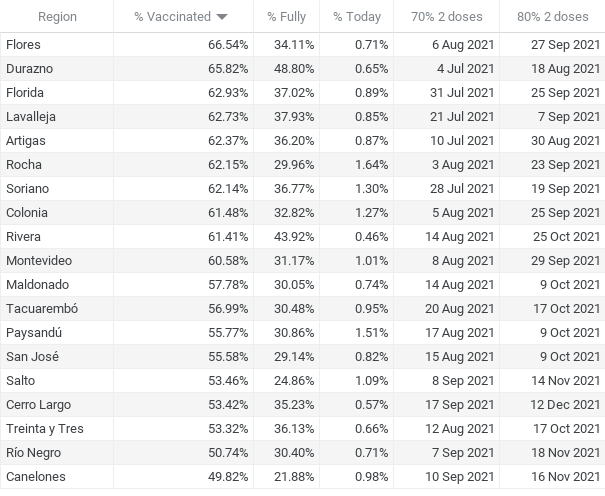 Region % Vaccinated % Fully % Today 70% 2 doses 80% 2 doses
Flores 66.54% 34.11% 0.71% 6 Aug 2021 27 Sep 2021
Durazno 65.82% 48.80% 0.65% 4 Jul 2021 18 Aug 2021
Florida 62.93% 37.02% 0.89% 31 Jul 2021 25 Sep 2021
Lavalleja 62.73% 37.93% 0.85% 21 Jul 2021 7 Sep 2021
Artigas 62.37% 36.20% 0.87% 10 Jul 2021 30 Aug 2021
Rocha 62.15% 29.96% 1.64% 3 Aug 2021 23 Sep 2021
Soriano 62.14% 36.77% 1.30% 28 Jul 2021 19 Sep 2021
Colonia 61.48% 32.82% 1.27% 5 Aug 2021 25 Sep 2021
Rivera 61.41% 43.92% 0.46% 14 Aug 2021 25 Oct 2021
Montevideo 60.58% 31.17% 1.01% 8 Aug 2021 29 Sep 2021
Maldonado 57.78% 30.05% 0.74% 14 Aug 2021 9 Oct 2021
Tacuarembó 56.99% 30.48% 0.95% 20 Aug 2021 17 Oct 2021
Paysandú 55.77% 30.86% 1.51% 17 Aug 2021 9 Oct 2021
San José 55.58% 29.14% 0.82% 15 Aug 2021 9 Oct 2021
Salto 53.46% 24.86% 1.09% 8 Sep 2021 14 Nov 2021
Cerro Largo 53.42% 35.23% 0.57% 17 Sep 2021 12 Dec 2021
Treinta y Tres 53.32% 36.13% 0.66% 12 Aug 2021 17 Oct 2021
Río Negro 50.74% 30.40% 0.71% 7 Sep 2021 18 Nov 2021
Canelones 49.82% 21.88% 0.98% 10 Sep 2021 16 Nov 2021